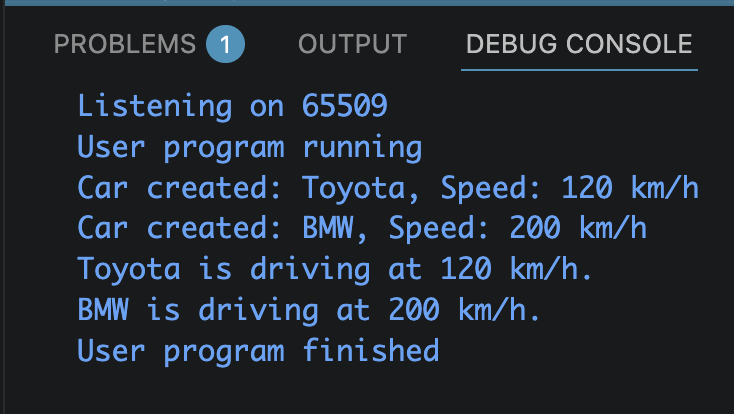 PROBLEMS 1 OUTPUT DEBUG CONSOLE
Listening on 65509
User program running
Car created: Toyota, Speed: 120 km/h
Car created: BMW, Speed: 200 km/h
Toyota is driving at 120 km/h.
BMW is driving at 200 km/h.
User program finished